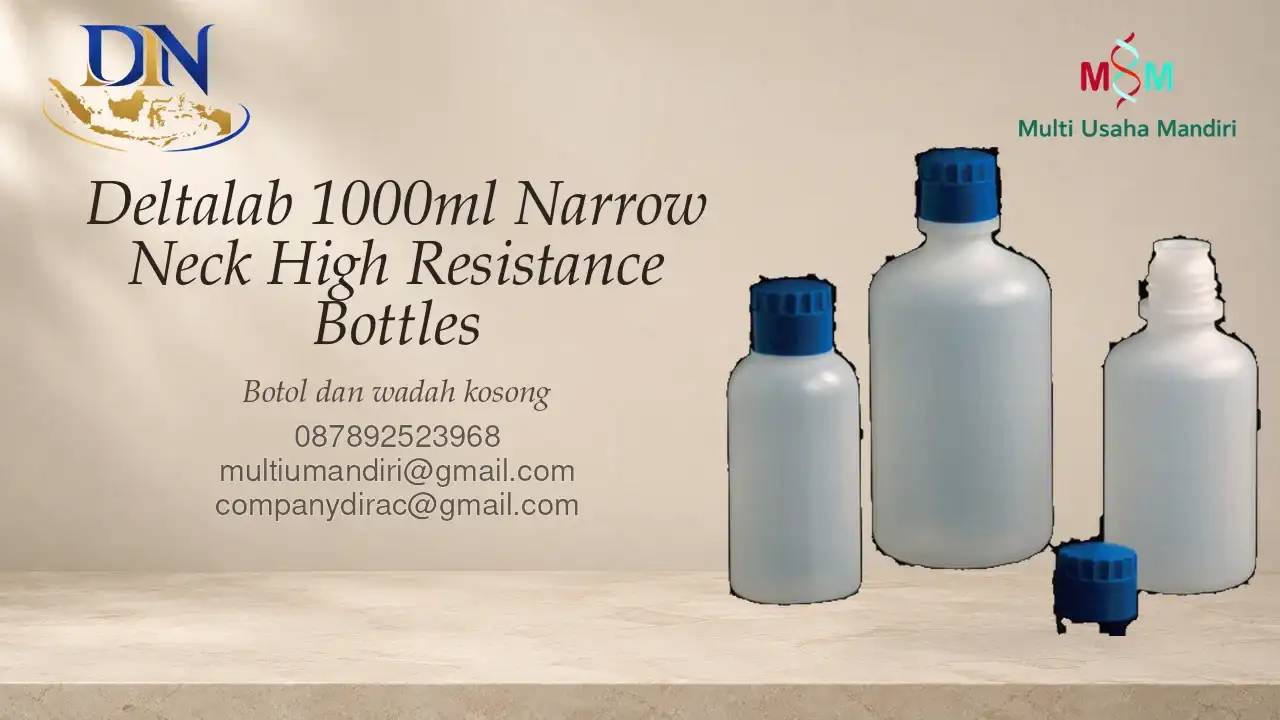 DN
MSM
Multi Usaha Mandiri
Deltalab 1000ml Narrow
Neck High Resistance
Bottles
Botol dan wadah kosong
087892523968
multiumandiri@gmail.com
companydirac@gmail.com